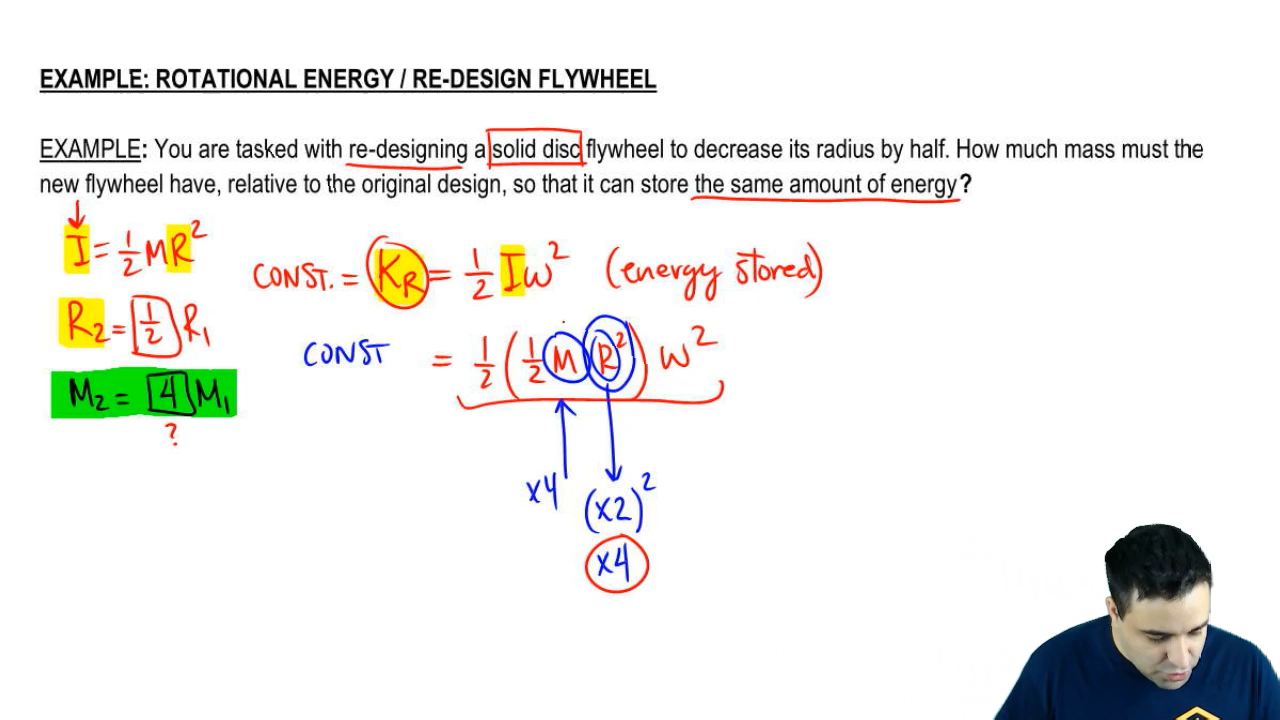 EXAMPLE: ROTATIONAL ENERGY / RE-DESIGN FLYWHEEL
EXAMPLE: You are tasked with re-designing a solid disc flywheel to decrease its radius by half. How much mass must the
new flywheel have, relative to the original design, so that it can store the same amount of energy?
I = 1/2 MR²
CONST. = K_R = 1/2 Iω² (energy stored)
R₂ = 1/2 R₁
CONST = 1/2 (1/2 M R²) ω²
M₂ = 4 M₁
?
x4
(x2)²
x4